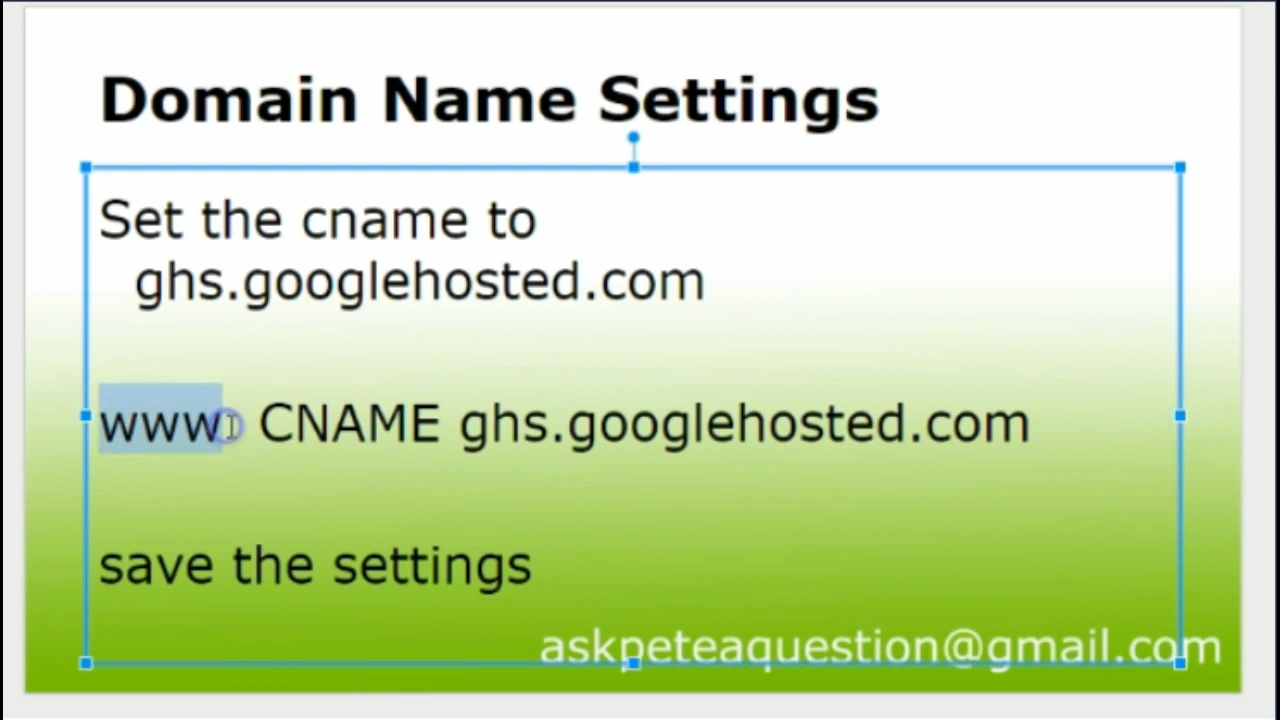 Domain Name Settings
Set the cname to
ghs.googlehosted.com
www CNAME ghs.googlehosted.com
save the settings
askpeteaquestion@gmail.com